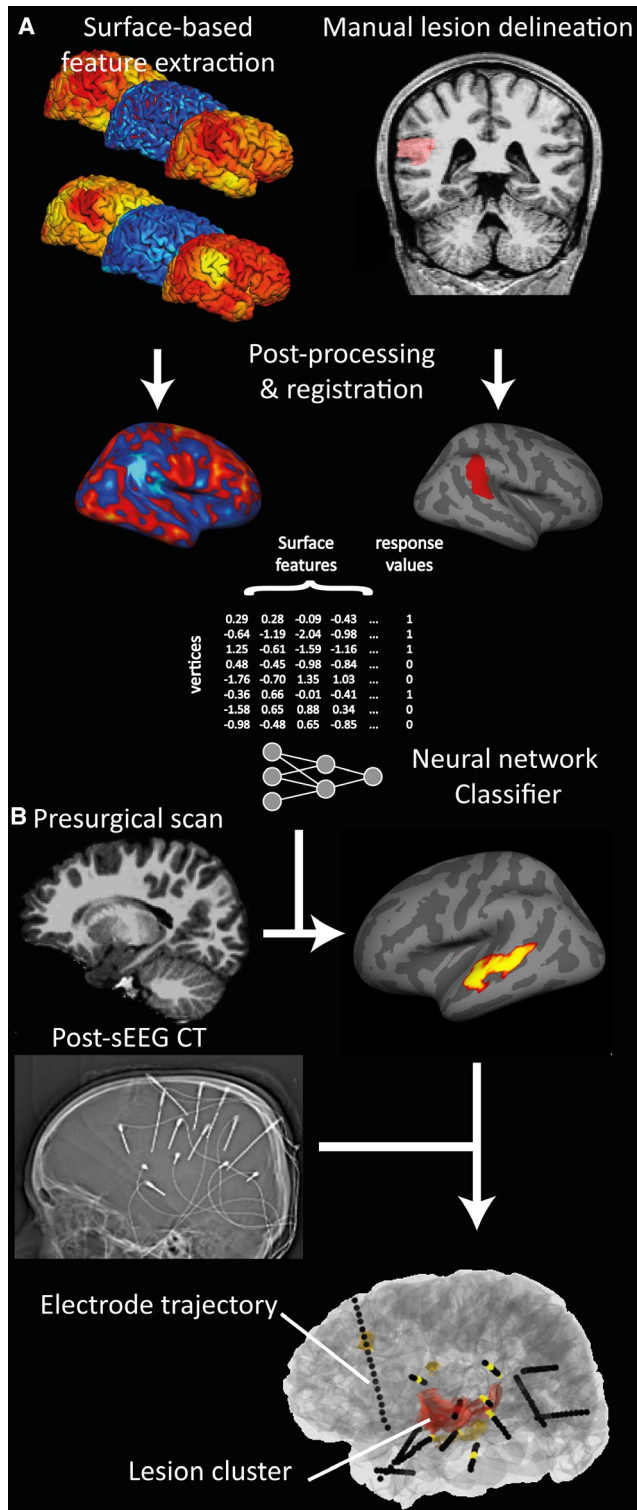 A
Surface-based
feature extraction
Manual lesion delineation
Post-processing
& registration
Surface
features
response
values
vertices
0.29 0.28 -0.09 -0.43 ... 1
-0.64 -1.19 -2.04 -0.98 ... 1
1.25 -0.61 -1.59 -1.16 ... 1
0.48 -0.45 -0.98 -0.84 ... 0
-1.76 -0.70 1.35 1.03 ... 0
-0.36 0.66 -0.01 -0.41 ... 1
-1.58 0.65 0.88 0.34 ... 0
-0.98 -0.48 0.65 -0.85 ... 0
Neural network
Classifier
B
Presurgical scan
Post-sEEG CT
Electrode trajectory
Lesion cluster